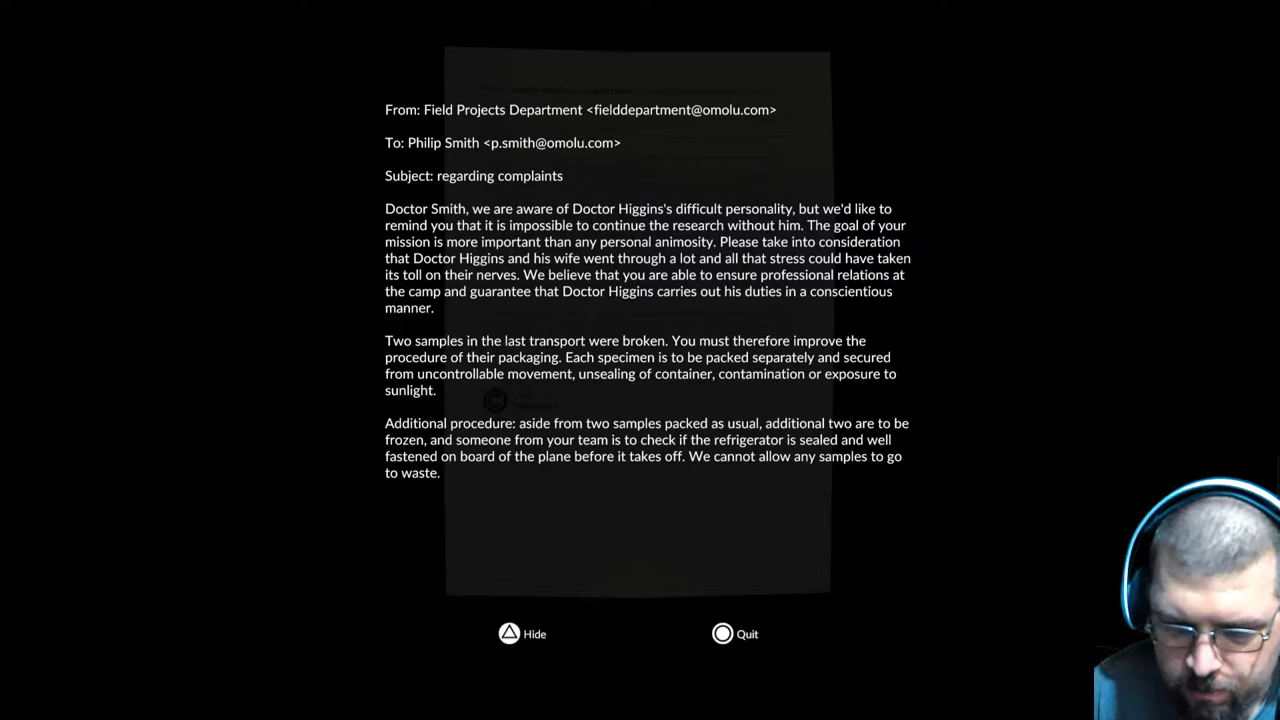 From: Field Projects Department <fielddepartment@omolu.com>
To: Philip Smith <p.smith@omolu.com>
Subject: regarding complaints
Doctor Smith, we are aware of Doctor Higgins's difficult personality, but we'd like to
remind you that it is impossible to continue the research without him. The goal of your
mission is more important than any personal animosity. Please take into consideration
that Doctor Higgins and his wife went through a lot and all that stress could have taken
its toll on their nerves. We believe that you are able to ensure professional relations at
the camp and guarantee that Doctor Higgins carries out his duties in a conscientious
manner.
Two samples in the last transport were broken. You must therefore improve the
procedure of their packaging. Each specimen is to be packed separately and secured
from uncontrollable movement, unsealing of container, contamination or exposure to
sunlight.
Additional procedure: aside from two samples packed as usual, additional two are to be
frozen, and someone from your team is to check if the refrigerator is sealed and well
fastened on board of the plane before it takes off. We cannot allow any samples to go
to waste.
Hide
Quit